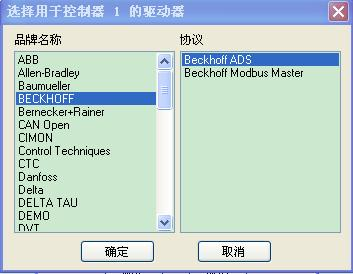 选择用于控制器 1 的驱动器
品牌名称
协议
ABB
Allen-Bradley
Baumueller
BECKHOFF
Bernecker+Rainer
CAN Open
CIMON
Control Techniques
CTC
Danfoss
Delta
DELTA TAU
DEMO
DVT
Beckhoff ADS
Beckhoff Modbus Master
确定
取消